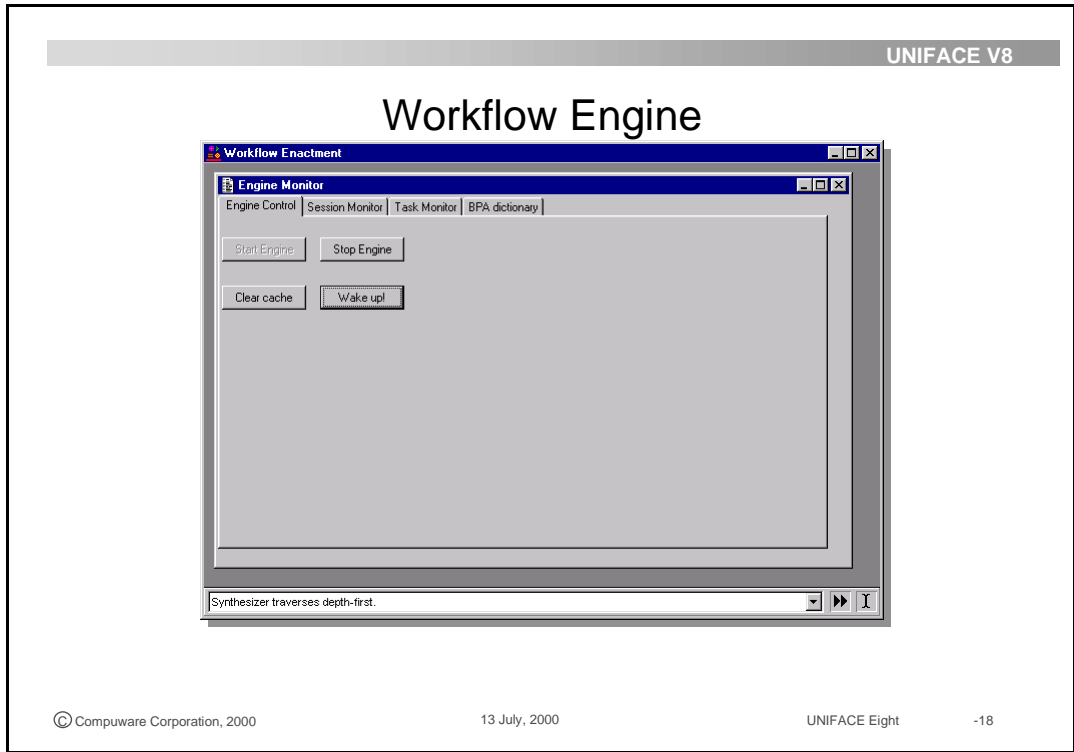 UNIFACE V8
Workflow Engine
Workflow Enactment
Engine Monitor
Engine Control Session Monitor Task Monitor BPA dictionary
Start Engine Stop Engine
Clear cache Wake up!
Synthesizer traverses depth-first.
© Compuware Corporation, 2000 13 July, 2000 UNIFACE Eight -18